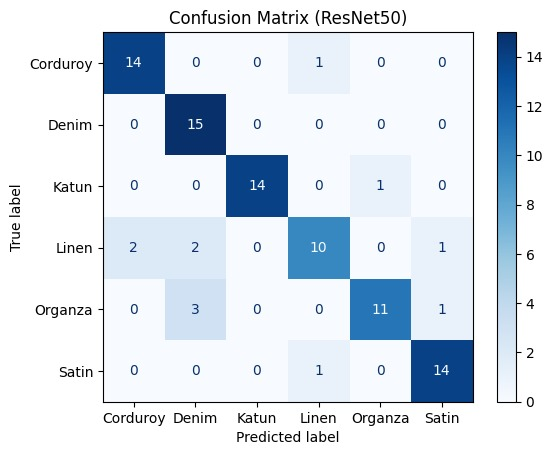 Confusion Matrix (ResNet50)
True label
Corduroy 14 0 0 1 0 0
Denim 0 15 0 0 0 0
Katun 0 0 14 0 1 0
Linen 2 2 0 10 0 1
Organza 0 3 0 0 11 1
Satin 0 0 0 1 0 14
Corduroy Denim Katun Linen Organza Satin
Predicted label
14
12
10
8
6
4
2
0